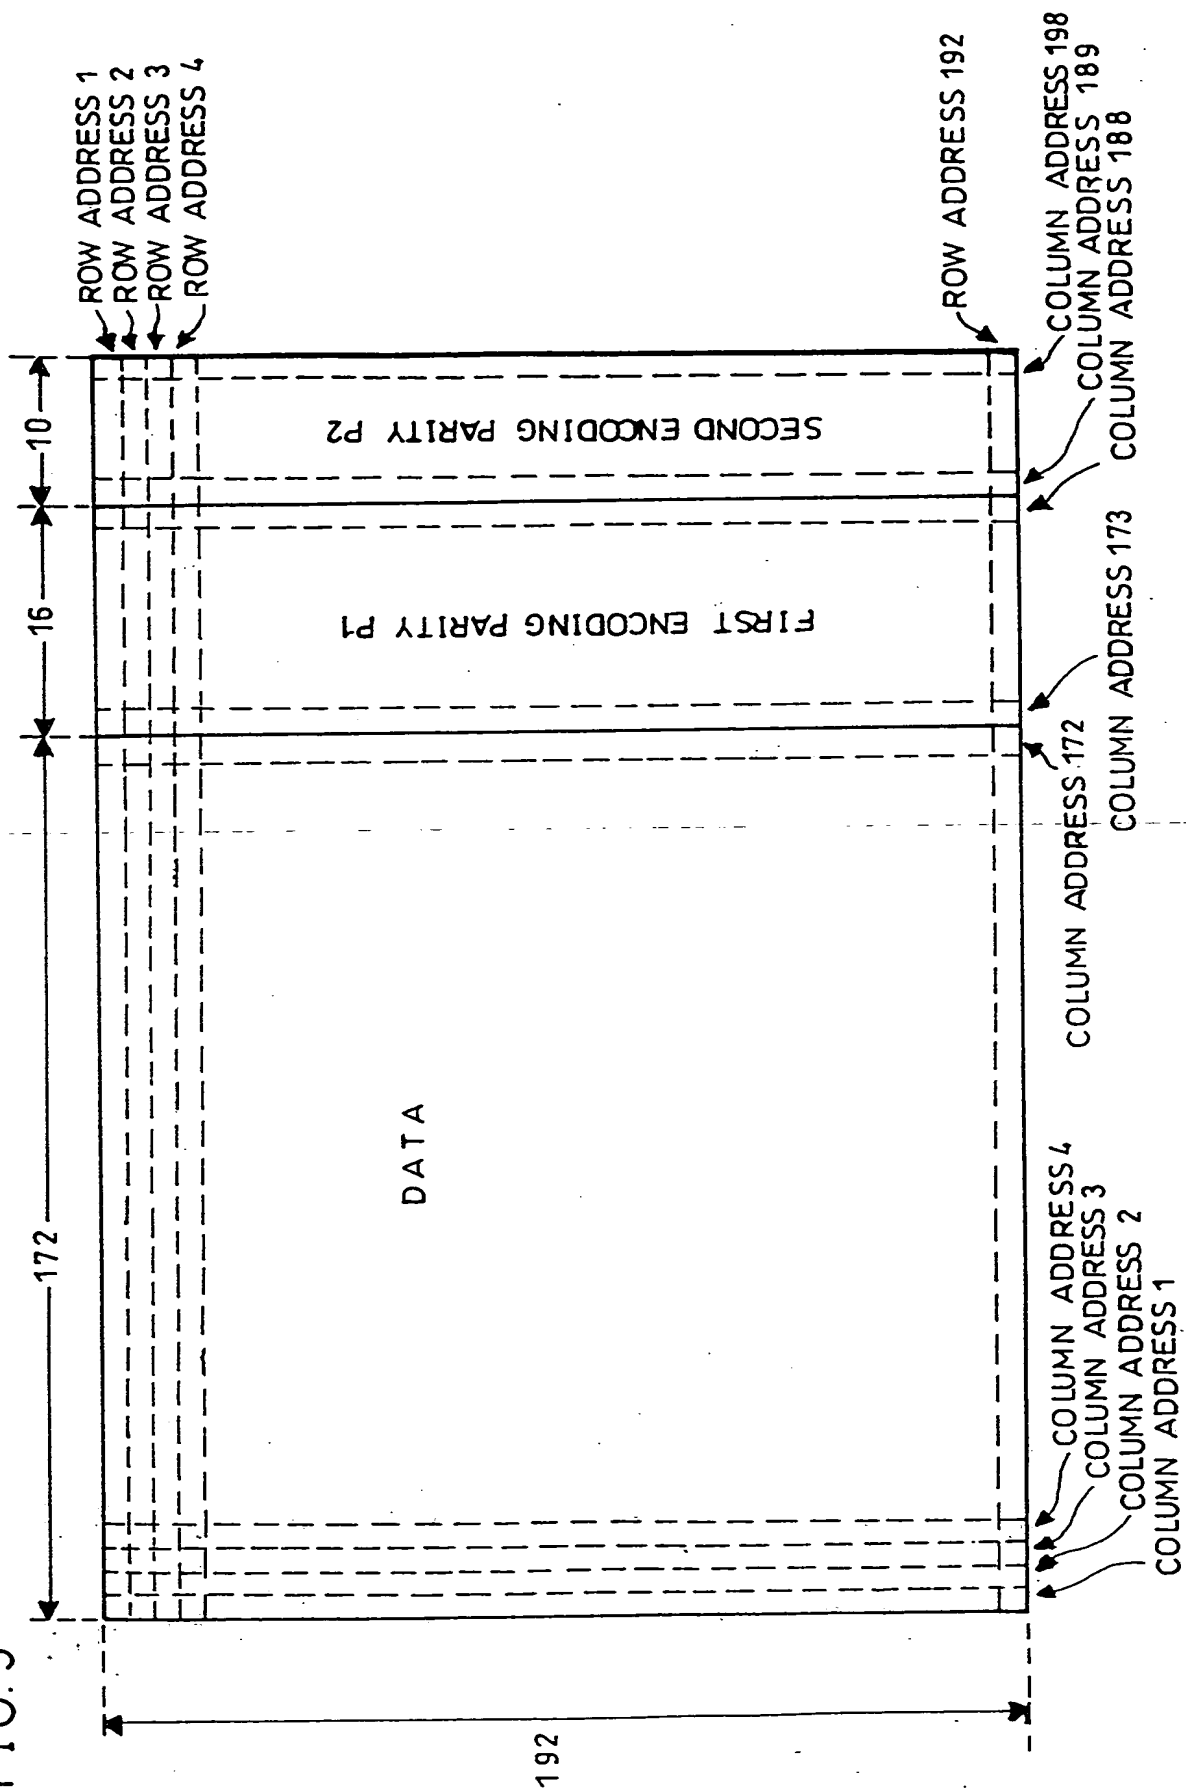 172
16
10
ROW ADDRESS 1
ROW ADDRESS 2
ROW ADDRESS 3
ROW ADDRESS 4
192
DATA
FIRST ENCODING PARITY P1
SECOND ENCODING PARITY P2
ROW ADDRESS 192
COLUMN ADDRESS 198
COLUMN ADDRESS 189
COLUMN ADDRESS 188
COLUMN ADDRESS 173
COLUMN ADDRESS 172
COLUMN ADDRESS 4
COLUMN ADDRESS 3
COLUMN ADDRESS 2
COLUMN ADDRESS 1